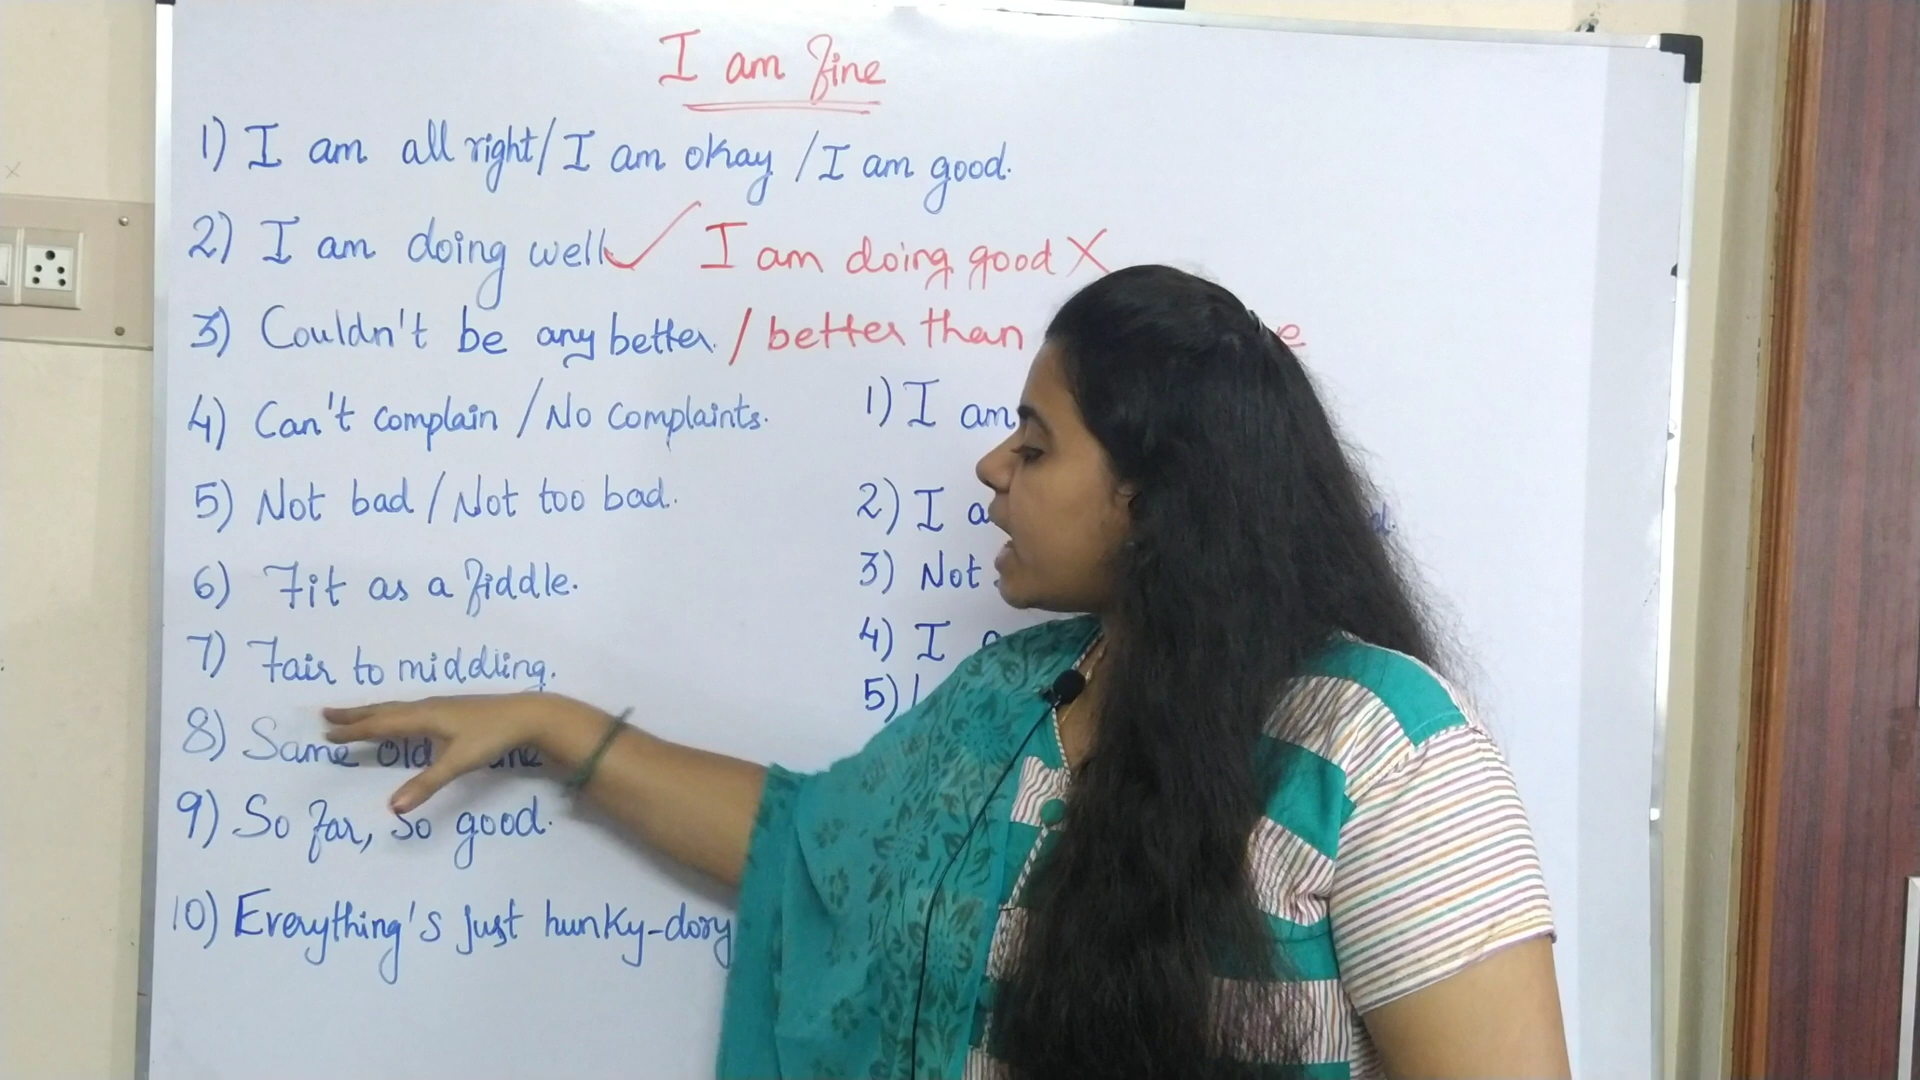 I am fine
1) I am all right/I am okay /I am good.
2) I am doing well ✓ I am doing good X
3) Couldn't be any better. / better than
4) Can't complain /No complaints.
5) Not bad / Not too bad.
6) Fit as a fiddle.
7) Fair to middling.
8) Same old
9) So far, so good.
10) Everything's just hunky-dory
1) I am
2) I
3) Not
4) I
5)